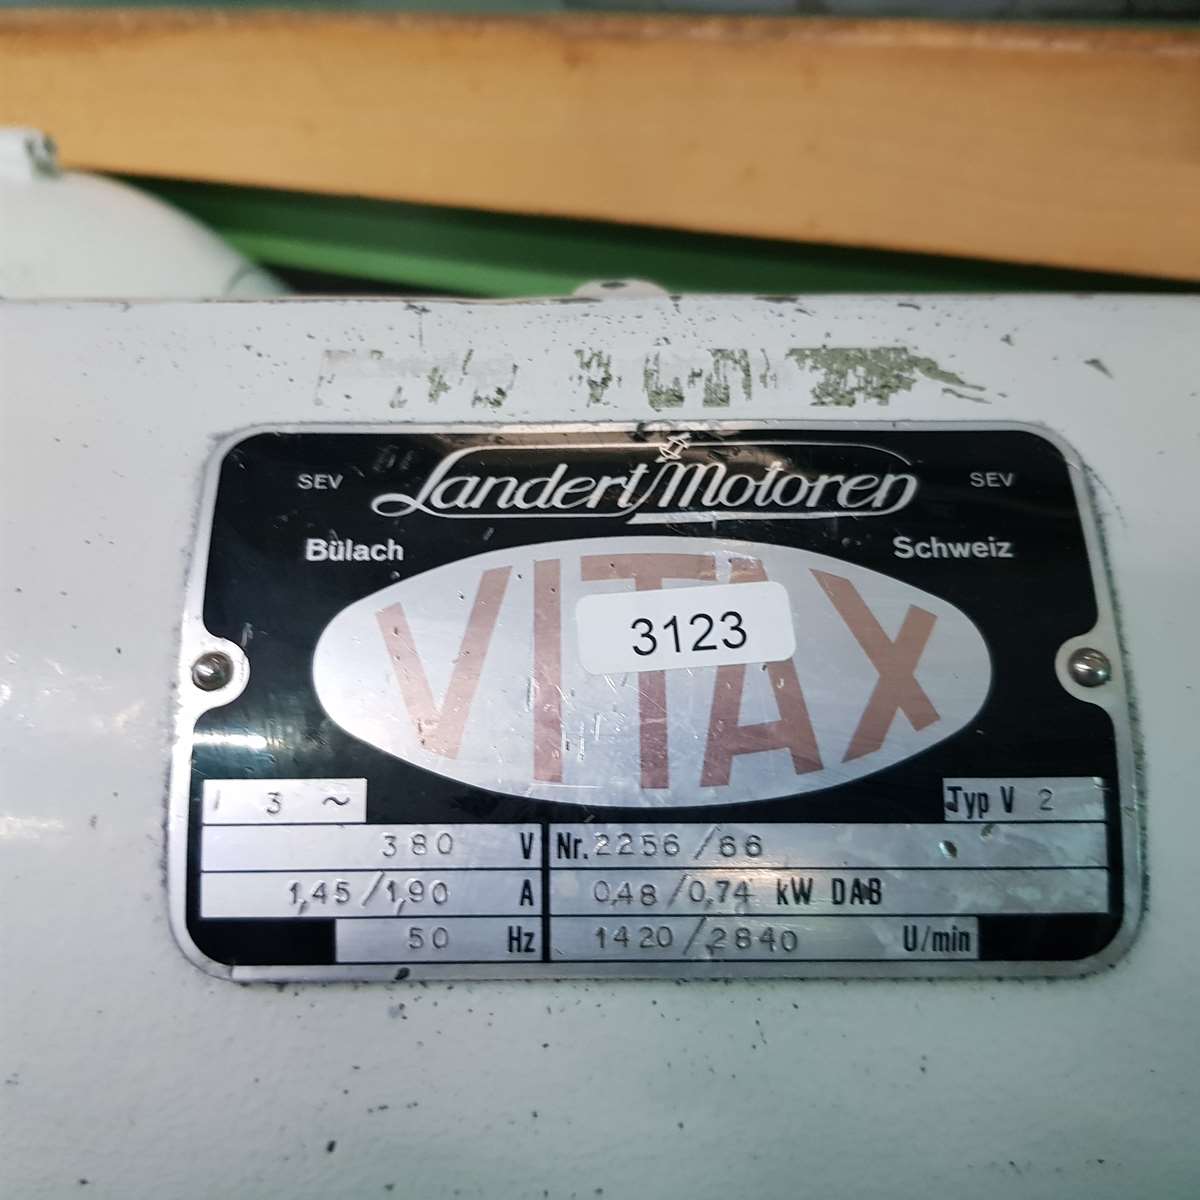 SEV Landert Motoren SEV
Bülach Schweiz
VITAX
3123
3 ~ Typ V 2
380 V Nr. 2256/66
1,45/1,90 A 0,48/0,74 kW DAB
50 Hz 1420/2840 U/min